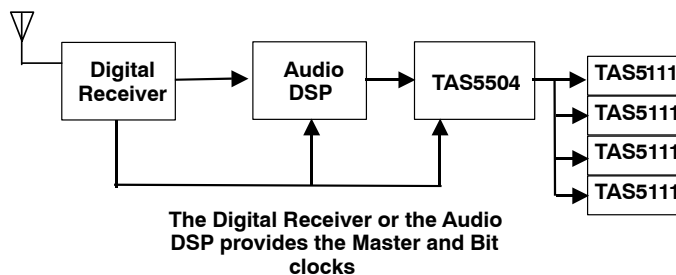 Digital
Receiver
Audio
DSP
TAS5504
TAS5111
TAS5111
TAS5111
TAS5111
The Digital Receiver or the Audio
DSP provides the Master and Bit
clocks